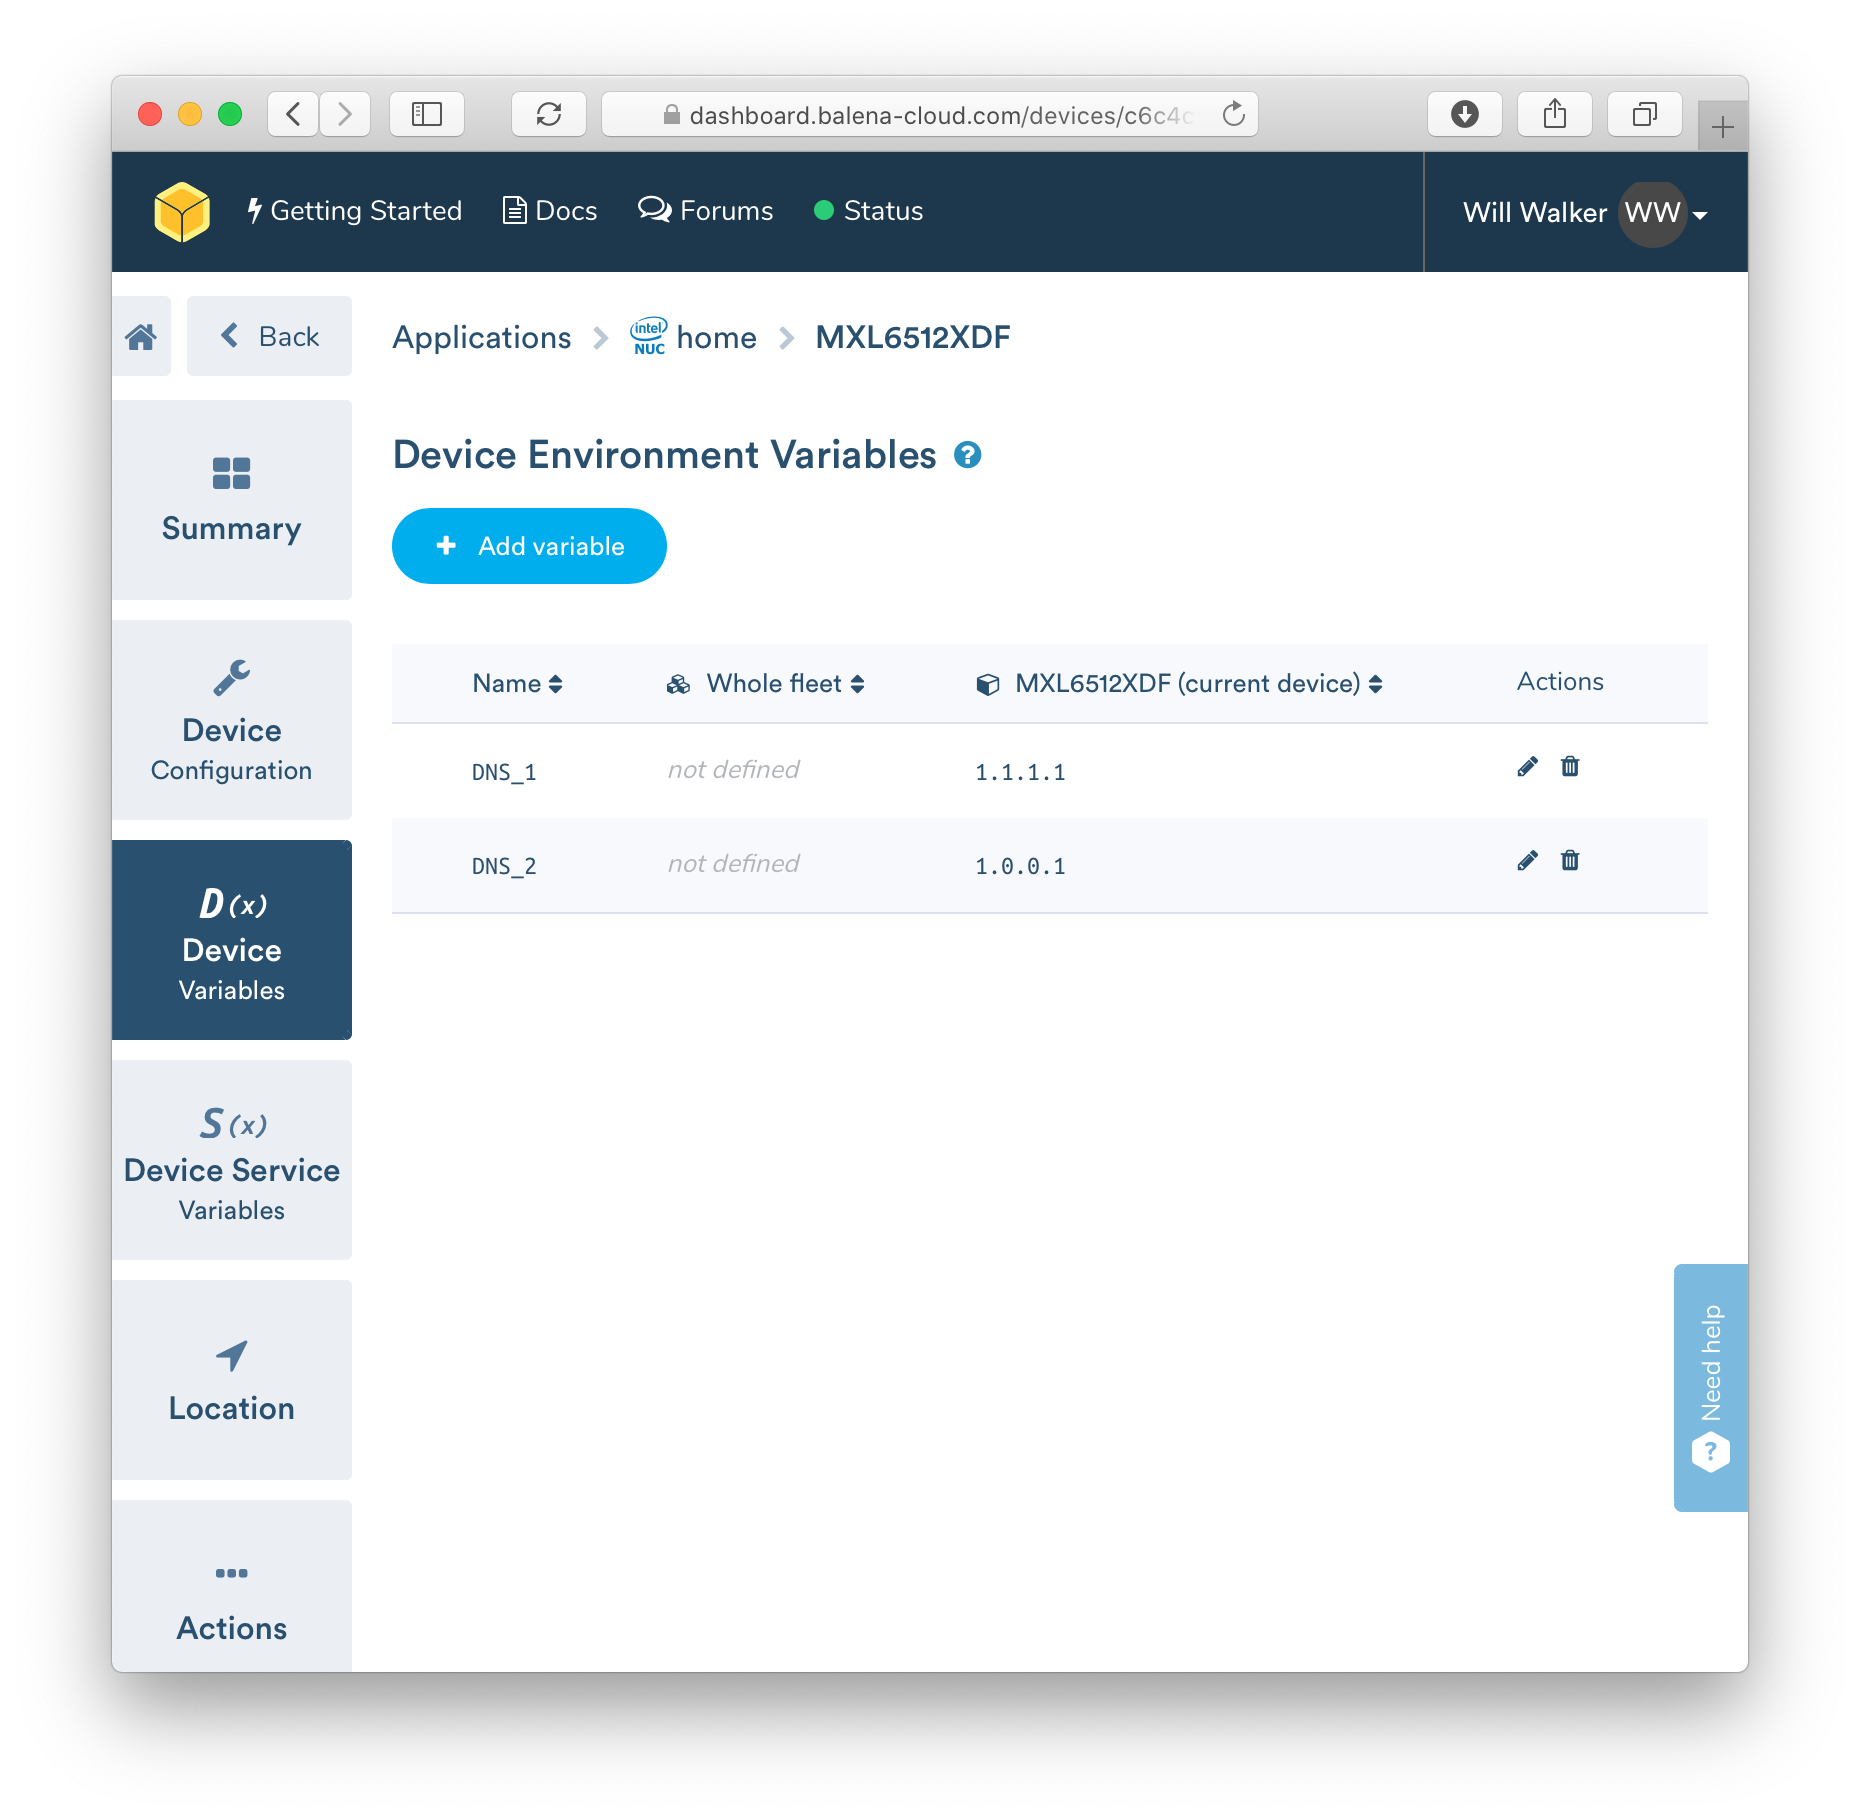 dashboard.balena-cloud.com/devices/c6c4c
Getting Started Docs Forums Status
Will Walker WW
Back
Applications intel NUC home MXL6512XDF
Summary
Device
Configuration
D(x)
Device
Variables
S(x)
Device Service
Variables
Location
Actions
Device Environment Variables ?
+ Add variable
Name Whole fleet MXL6512XDF (current device) Actions
DNS_1 not defined 1.1.1.1
DNS_2 not defined 1.0.0.1
Need help ?